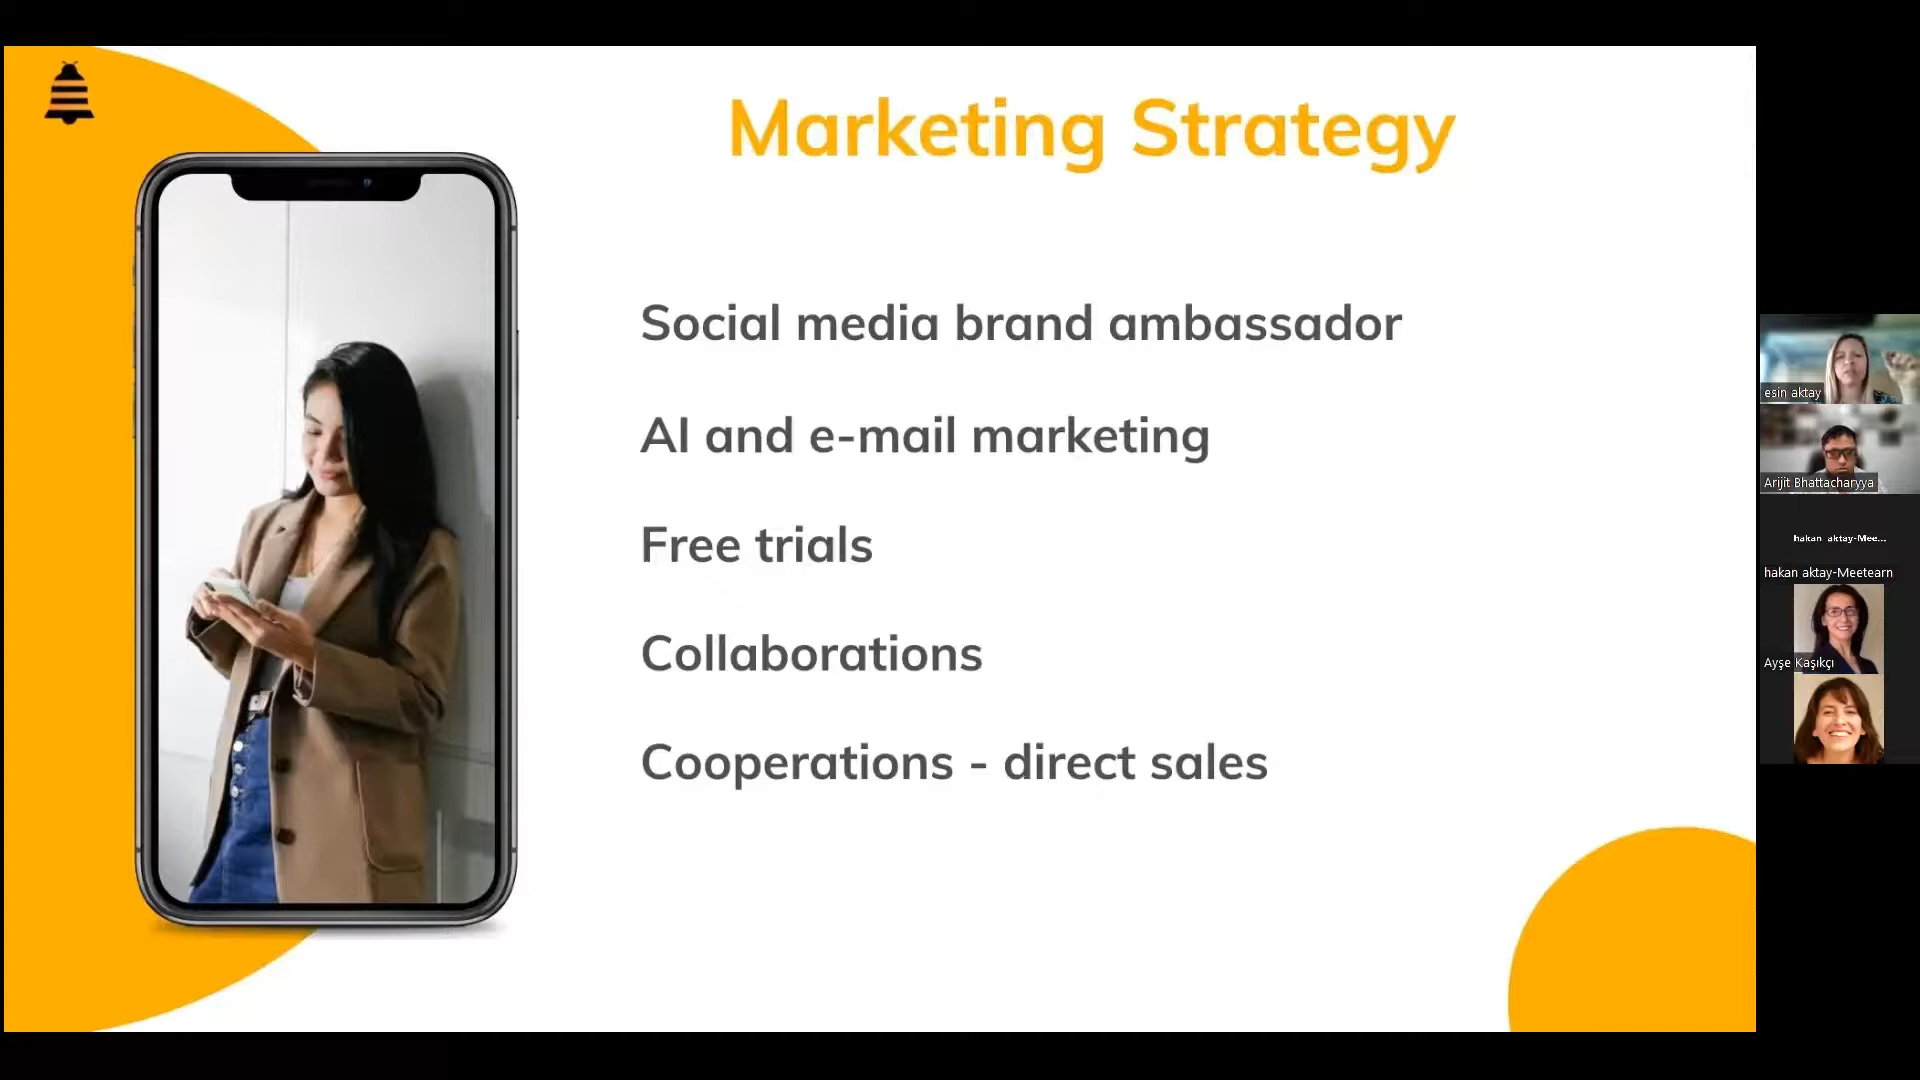 Marketing Strategy
Social media brand ambassador
AI and e-mail marketing
Free trials
Collaborations
Cooperations - direct sales
esin aktay
Arijit Bhattacharyya
hakan aktay-Mee...
hakan aktay-Meetearn
Ayşe Kaşıkçı